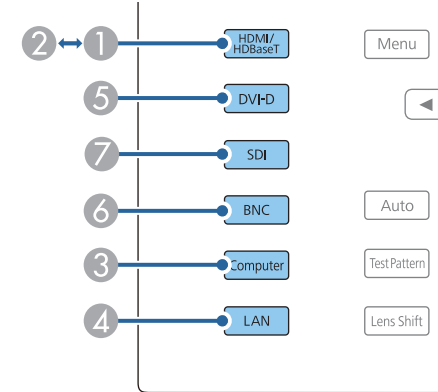 2 ↔ 1 HDMI/
HDBaseT
Menu
5 DVI-D
◄
7 SDI
6 BNC
Auto
3 Computer
Test Pattern
4 LAN
Lens Shift